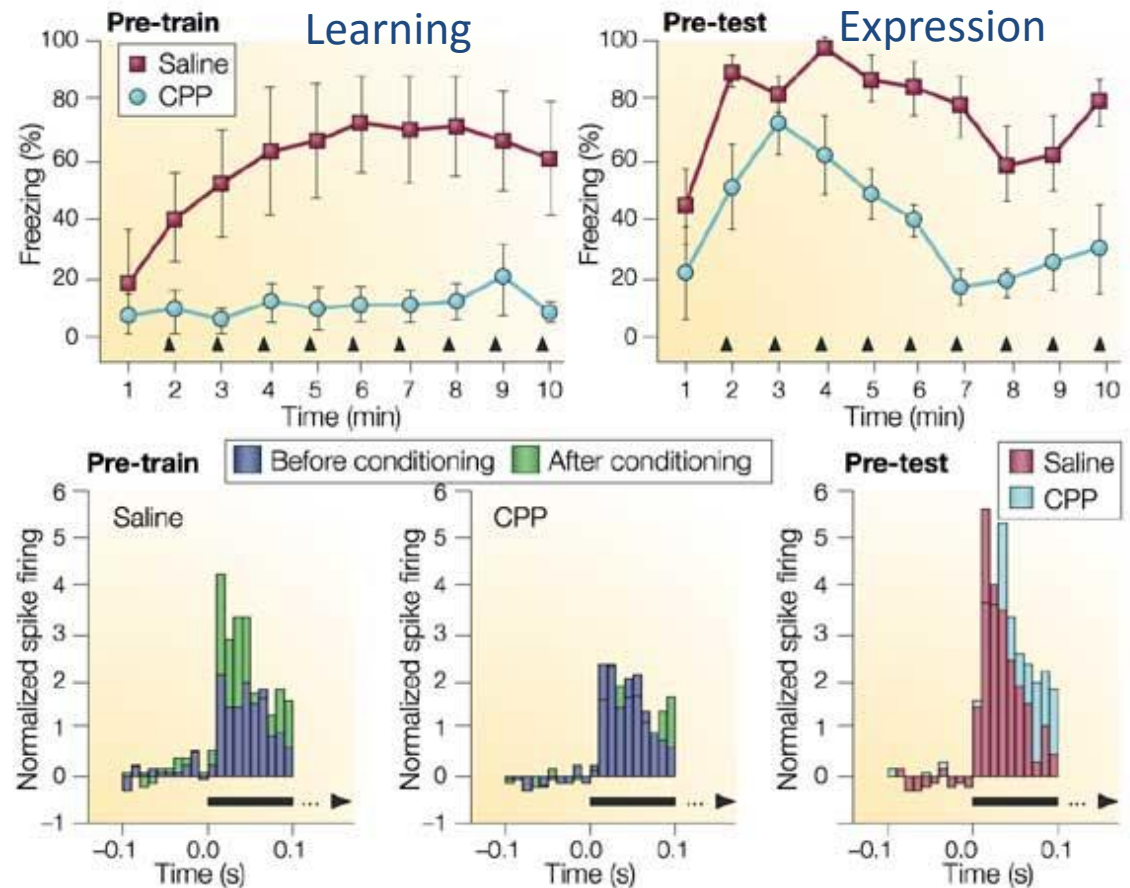 Pre-train
Learning
Saline
CPP
Freezing (%)
100
80
60
40
20
0
1 2 3 4 5 6 7 8 9 10
Time (min)
Pre-test
Expression
Freezing (%)
100
80
60
40
20
0
1 2 3 4 5 6 7 8 9 10
Time (min)
Pre-train
Before conditioning After conditioning
Saline
Normalized spike firing
6
5
4
3
2
1
0
–1
–0.1 0.0 0.1
Time (s)
...
CPP
Normalized spike firing
6
5
4
3
2
1
0
–1
–0.1 0.0 0.1
Time (s)
...
Pre-test
Saline
CPP
Normalized spike firing
6
5
4
3
2
1
0
–1
–0.1 0.0 0.1
Time (s)
...